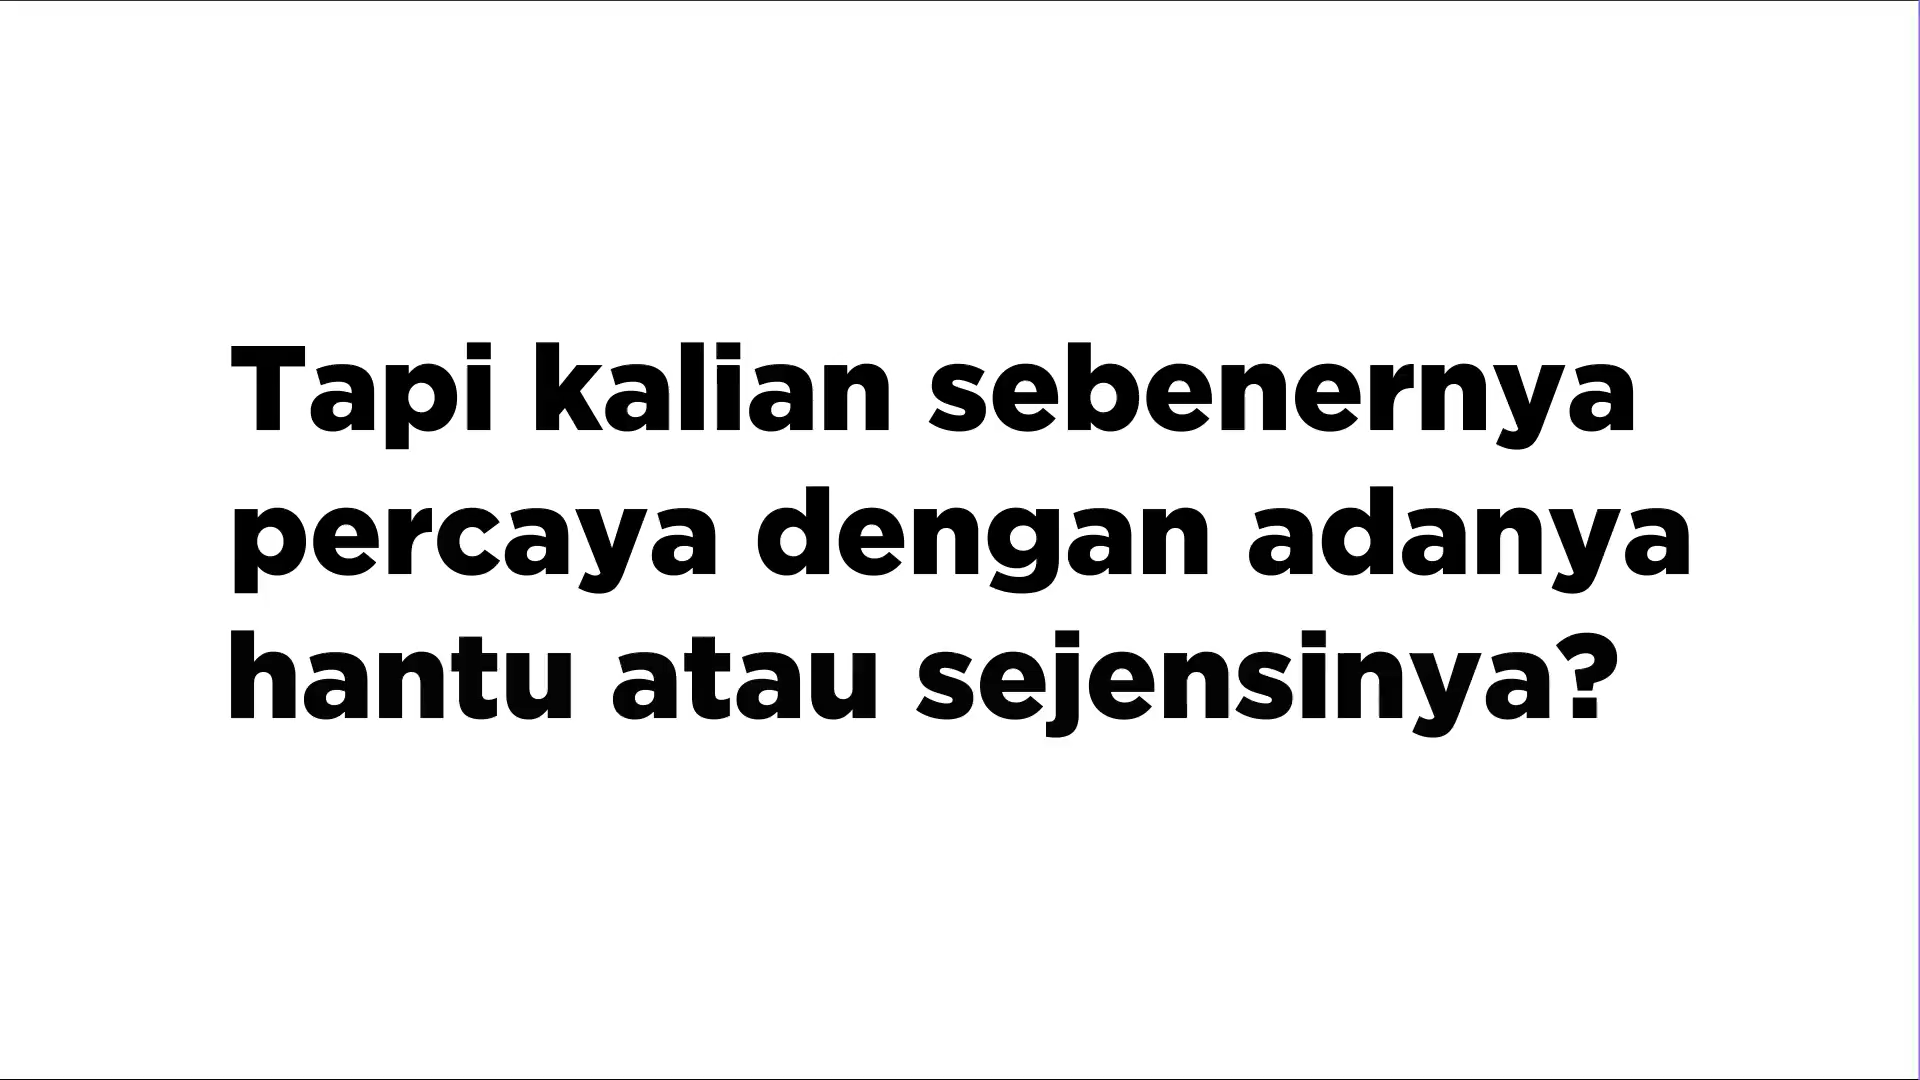 Tapi kalian sebenernya
percaya dengan adanya
hantu atau sejensinya?